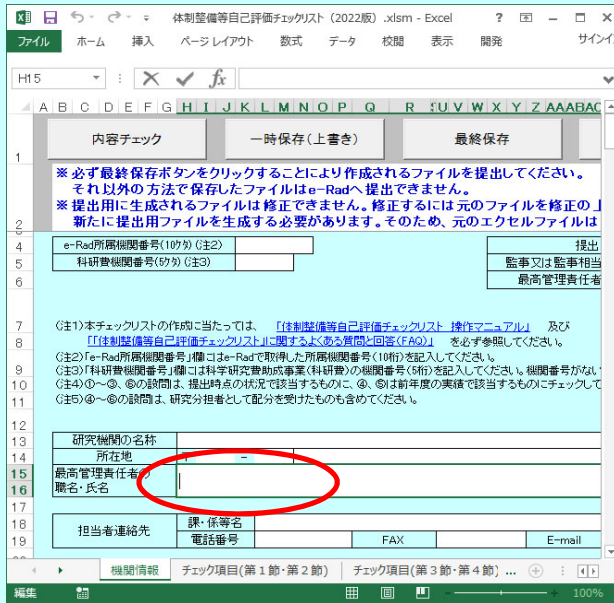 体制整備等自己評価チェックリスト（2022版）.xlsm - Excel
ファイル ホーム 挿入 ページ レイアウト 数式 データ 校閲 表示 開発 サインイ
H15 fx
A B C D E F G H I J K L M N O P Q R U V W X Y Z AA AB AC
1 内容チェック 一時保存（上書き） 最終保存
※必ず最終保存ボタンをクリックすることにより作成されるファイルを提出してください。
それ以外の方法で保存したファイルはe-Radへ提出できません。
※提出用に生成されるファイルは修正できません。修正するには元のファイルを修正の上
2 新たに提出用ファイルを生成する必要があります。そのため、元のエクセルファイルは
4 e-Rad所属機関番号(10ケタ)(注2) 提出
5 科研費機関番号(5ケタ)(注3) 監事又は監事相当
6 最高管理責任者
7 (注1)本チェックリストの作成に当たっては、 「体制整備等自己評価チェックリスト 操作マニュアル」 及び
8 「「体制整備等自己評価チェックリスト」に関するよくある質問と回答(FAQ)」 を必ず参照してください。
9 (注2)「e-Rad所属機関番号」欄にはe-Radで取得した所属機関番号(10桁)を記入してください。
(注3)「科研費機関番号」欄には科学研究費助成事業(科研費)の機関番号(5桁)を記入してください。機関番号がない
10 (注4)①～③、⑥の設問は、提出時点の状況で該当するものに、④、⑤は前年度の実績で該当するものにチェックして
11 (注5)④～⑥の設問は、研究分担者として配分を受けたものも含めてください。
12
13 研究機関の名称
14 所在地 –
15 最高管理責任者の
16 職名・氏名
17
18 担当者連絡先 課・係等名
19 電話番号 FAX E-mail
機関情報 チェック項目(第１節・第２節) チェック項目(第３節・第４節) ...
編集 100%